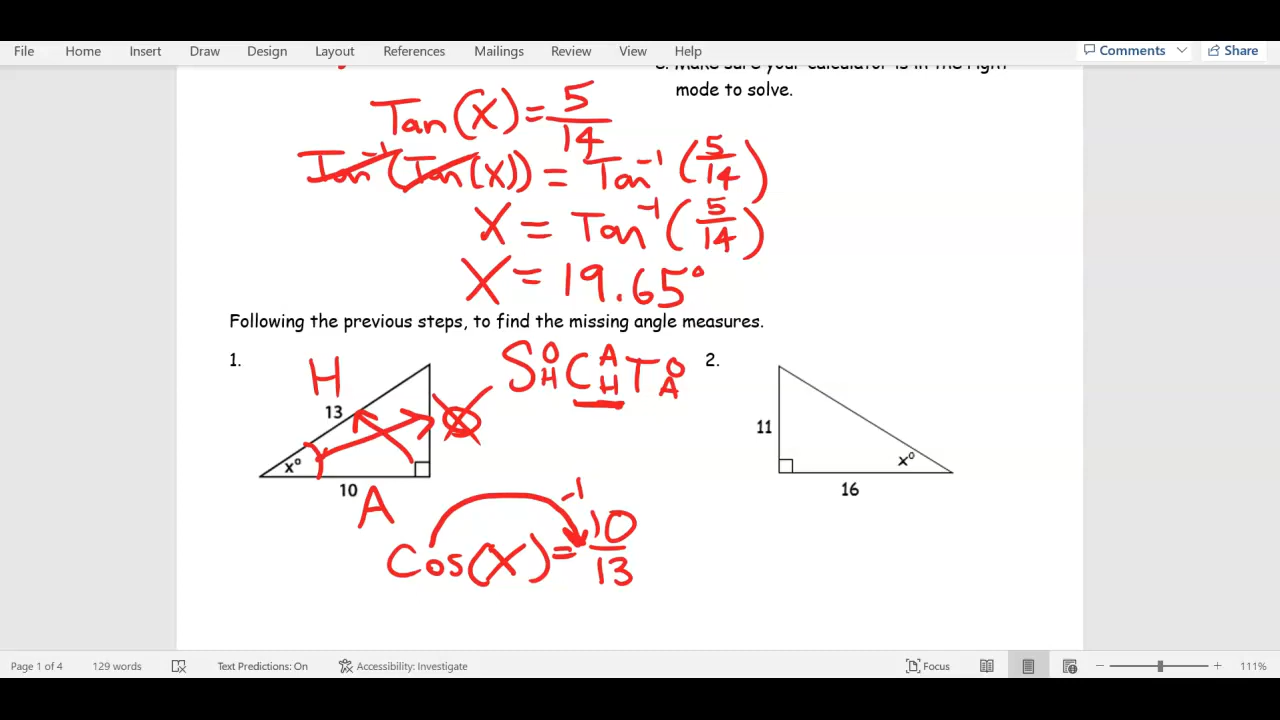 File Home Insert Draw Design Layout References Mailings Review View Help Comments Share
mode to solve.
Tan(X) = 5/14
Tan⁻¹(Tan(X)) = Tan⁻¹(5/14)
X = Tan⁻¹(5/14)
X = 19.65°
Following the previous steps, to find the missing angle measures.
1.
H
13
x°
10
A
S O/H C A/H T O/A
O
Cos(X) = 10/13
-1
2.
11
x°
16
Page 1 of 4 129 words Text Predictions: On Accessibility: Investigate Focus 111%